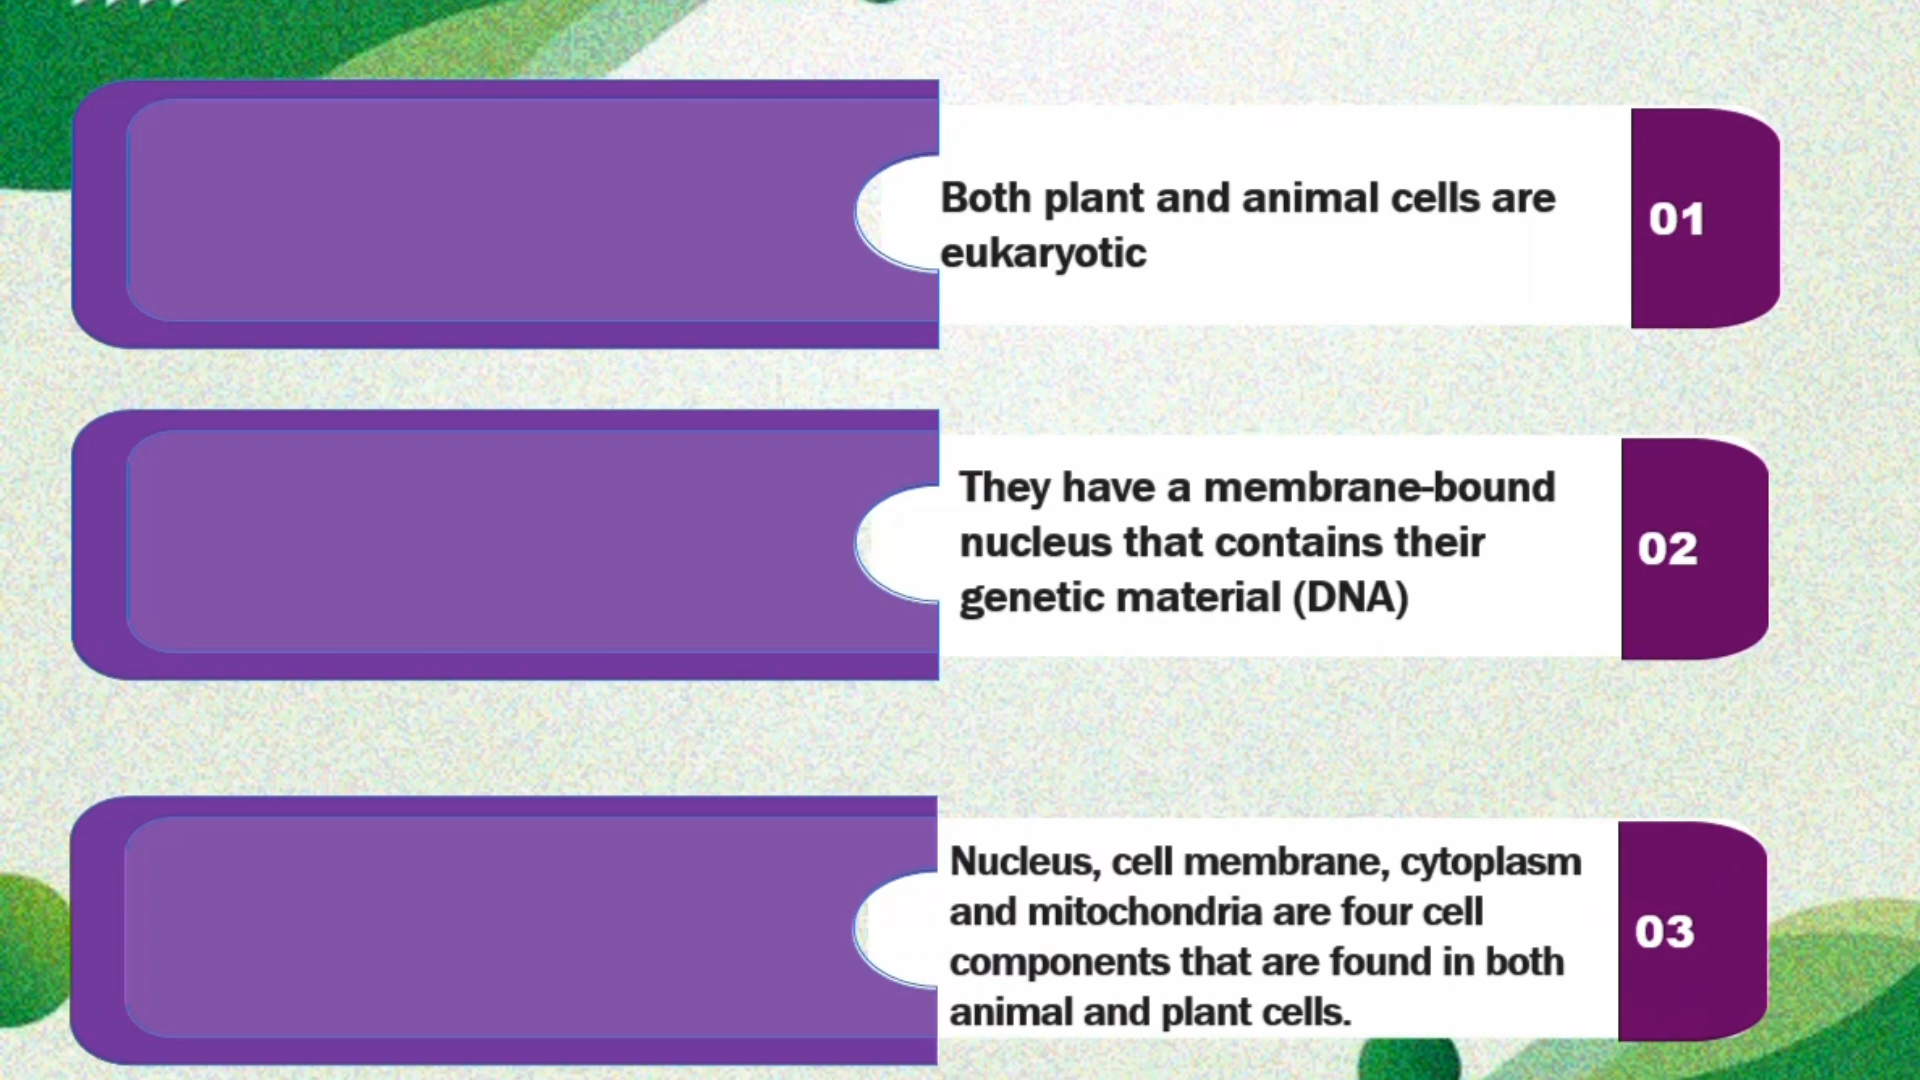 Both plant and animal cells are
eukaryotic
01
They have a membrane-bound
nucleus that contains their
genetic material (DNA)
02
Nucleus, cell membrane, cytoplasm
and mitochondria are four cell
components that are found in both
animal and plant cells.
03